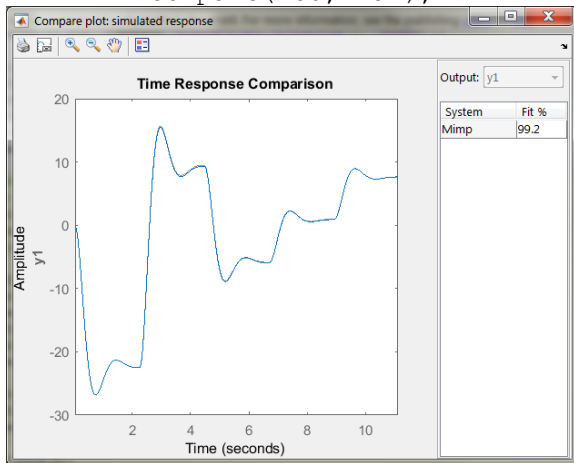 Compare plot: simulated response
Time Response Comparison
Output: y1
System Fit %
Mimp 99.2
20
10
0
-10
-20
-30
Amplitude
y1
2 4 6 8 10
Time (seconds)